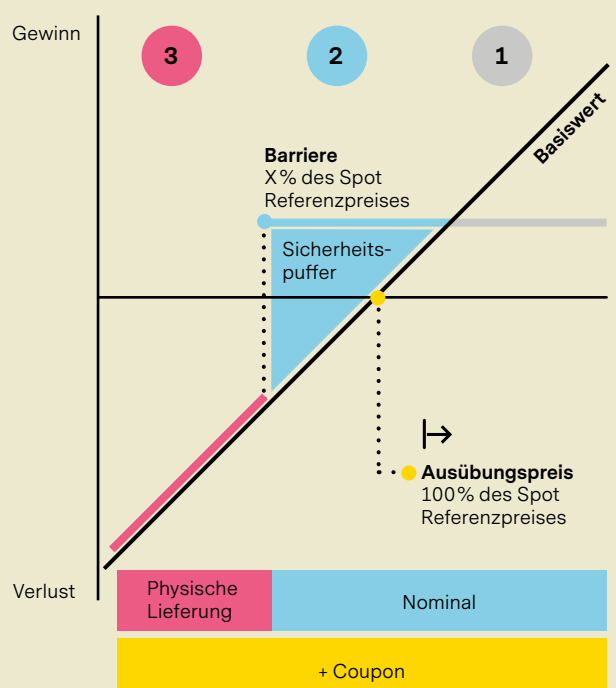 Gewinn
3
2
1
Basiswert
Barriere
X% des Spot
Referenzpreises
Sicherheits-
puffer
Ausübungspreis
100% des Spot
Referenzpreises
Verlust
Physische
Lieferung
Nominal
+ Coupon